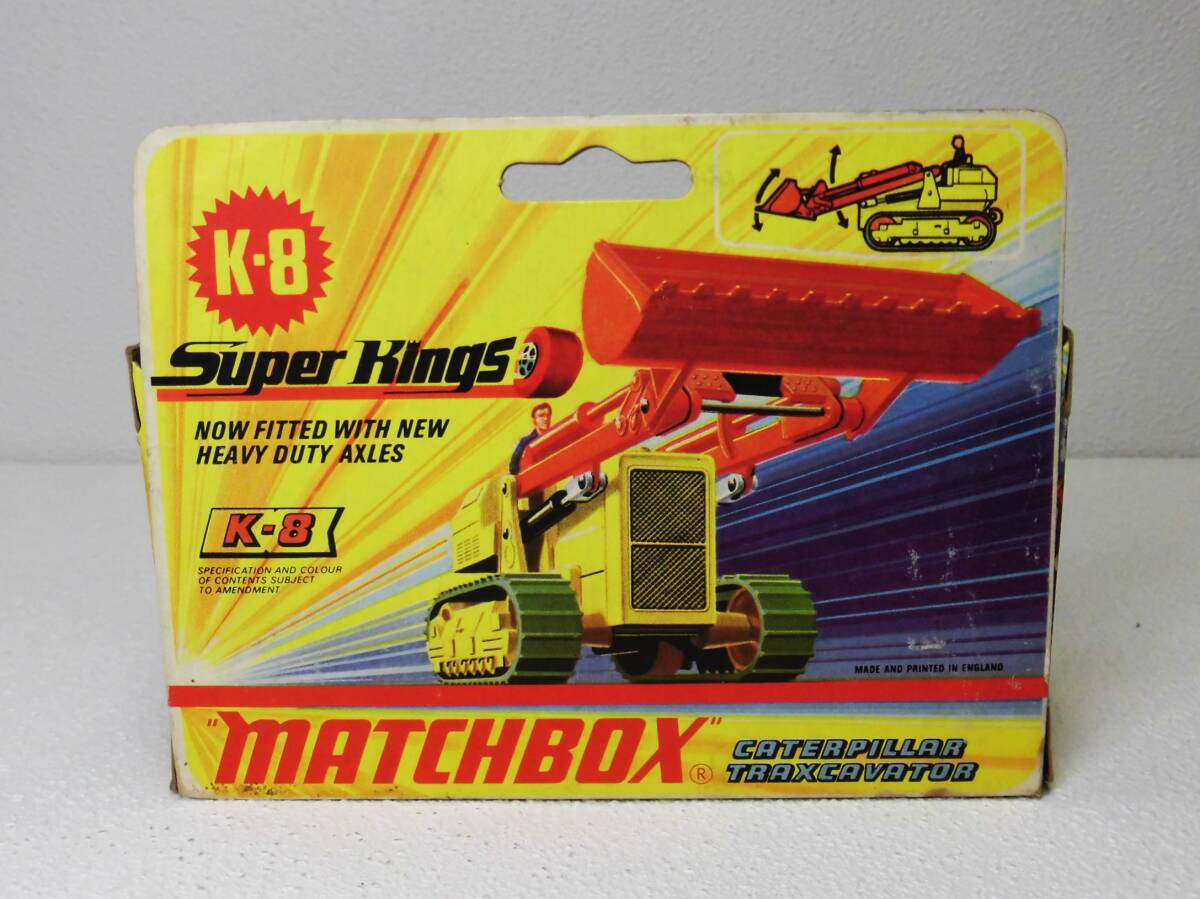 K-8
Super Kings
NOW FITTED WITH NEW
HEAVY DUTY AXLES
K-8
SPECIFICATION AND COLOUR
OF CONTENTS SUBJECT
TO AMENDMENT
MADE AND PRINTED IN ENGLAND
"MATCHBOX"®
CATERPILLAR
TRAXCAVATOR